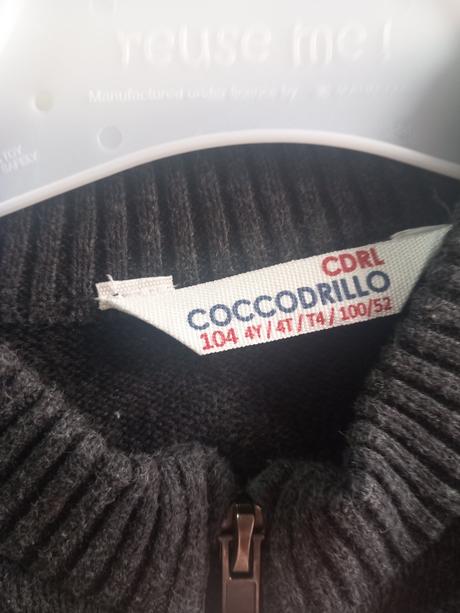 reuse me!
Manufactured under licence by
CDRL
COCCODRILLO
104 4Y / 4T / T4 / 100/52